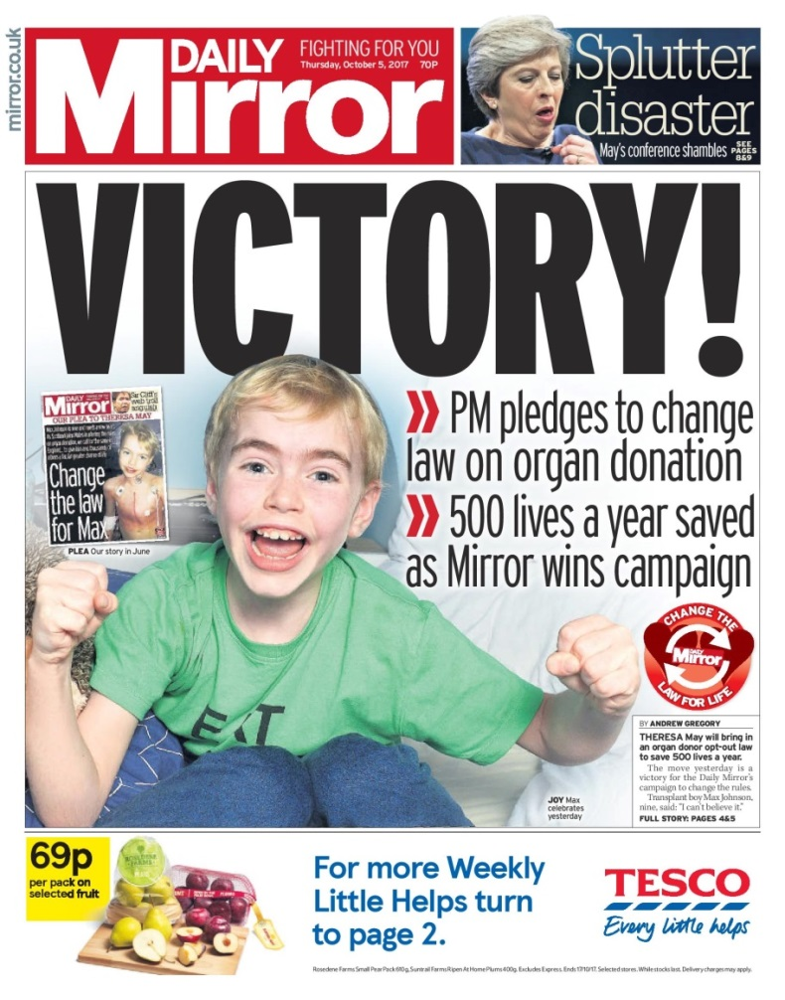 mirror.co.uk
DAILY
Mirror
FIGHTING FOR YOU
Thursday, October 5, 2017 70P
Splutter
disaster
May's conference shambles SEE PAGES 8&9
VICTORY!
DAILY
Mirror
OUR PLEA TO THERESA MAY
Change
the law
for Max
PLEA Our story in June
» PM pledges to change
law on organ donation
» 500 lives a year saved
as Mirror wins campaign
CHANGE THE
DAILY
Mirror
LAW FOR LIFE
BY ANDREW GREGORY
THERESA May will bring in
an organ donor opt-out law
to save 500 lives a year.
The move yesterday is a
victory for the Daily Mirror's
campaign to change the rules.
Transplant boy Max Johnson,
nine, said: "I can't believe it."
FULL STORY: PAGES 4&5
JOY Max
celebrates
yesterday
69p
per pack on
selected fruit
For more Weekly
Little Helps turn
to page 2.
TESCO
Every little helps
Rosedene Farms Small Pear Pack 610g, Suntrail Farms Ripen At Home Plums 400g. Excludes Express. Ends 17/10/17. Selected stores. While stocks last. Delivery charges may apply.